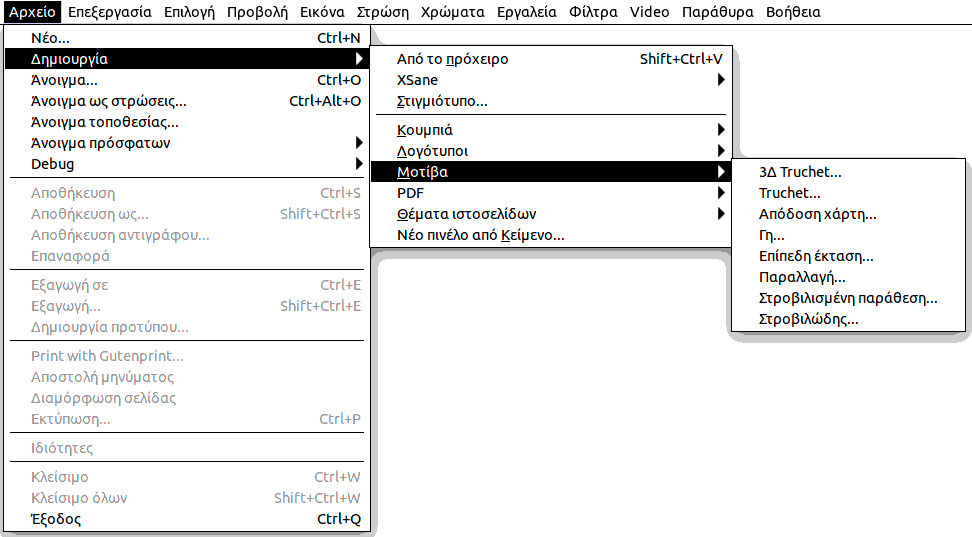 Αρχείο Επεξεργασία Επιλογή Προβολή Εικόνα Στρώση Χρώματα Εργαλεία Φίλτρα Video Παράθυρα Βοήθεια
Νέο... Ctrl+N
Δημιουργία
Άνοιγμα... Ctrl+O
Άνοιγμα ως στρώσεις... Ctrl+Alt+O
Άνοιγμα τοποθεσίας...
Άνοιγμα πρόσφατων
Debug
Αποθήκευση Ctrl+S
Αποθήκευση ως... Shift+Ctrl+S
Αποθήκευση αντιγράφου...
Επαναφορά
Εξαγωγή σε Ctrl+E
Εξαγωγή... Shift+Ctrl+E
Δημιουργία προτύπου...
Print with Gutenprint...
Αποστολή μηνύματος
Διαμόρφωση σελίδας
Εκτύπωση... Ctrl+P
Ιδιότητες
Κλείσιμο Ctrl+W
Κλείσιμο όλων Shift+Ctrl+W
Έξοδος Ctrl+Q
Από το πρόχειρο Shift+Ctrl+V
XSane
Στιγμιότυπο...
Κουμπιά
Λογότυποι
Μοτίβα
PDF
Θέματα ιστοσελίδων
Νέο πινέλο από Κείμενο...
3Δ Truchet...
Truchet...
Απόδοση χάρτη...
Γη...
Επίπεδη έκταση...
Παραλλαγή...
Στροβιλισμένη παράθεση...
Στροβιλώδης...